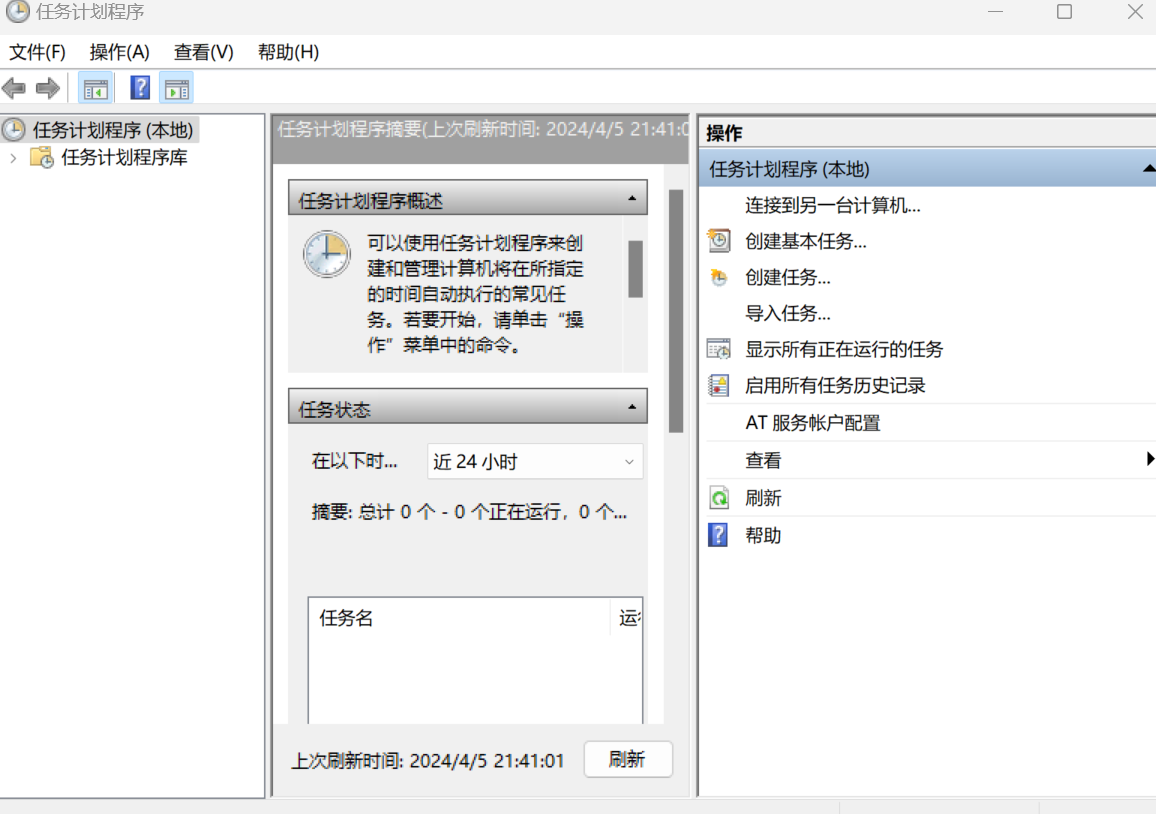 任务计划程序
文件(F) 操作(A) 查看(V) 帮助(H)
任务计划程序 (本地)
任务计划程序库
任务计划程序摘要(上次刷新时间: 2024/4/5 21:41:0
任务计划程序概述
可以使用任务计划程序来创
建和管理计算机将在所指定
的时间自动执行的常见任
务。若要开始，请单击“操
作”菜单中的命令。
任务状态
在以下时... 近 24 小时
摘要: 总计 0 个 - 0 个正在运行，0 个...
任务名 运
上次刷新时间: 2024/4/5 21:41:01 刷新
操作
任务计划程序 (本地)
连接到另一台计算机...
创建基本任务...
创建任务...
导入任务...
显示所有正在运行的任务
启用所有任务历史记录
AT 服务帐户配置
查看
刷新
帮助